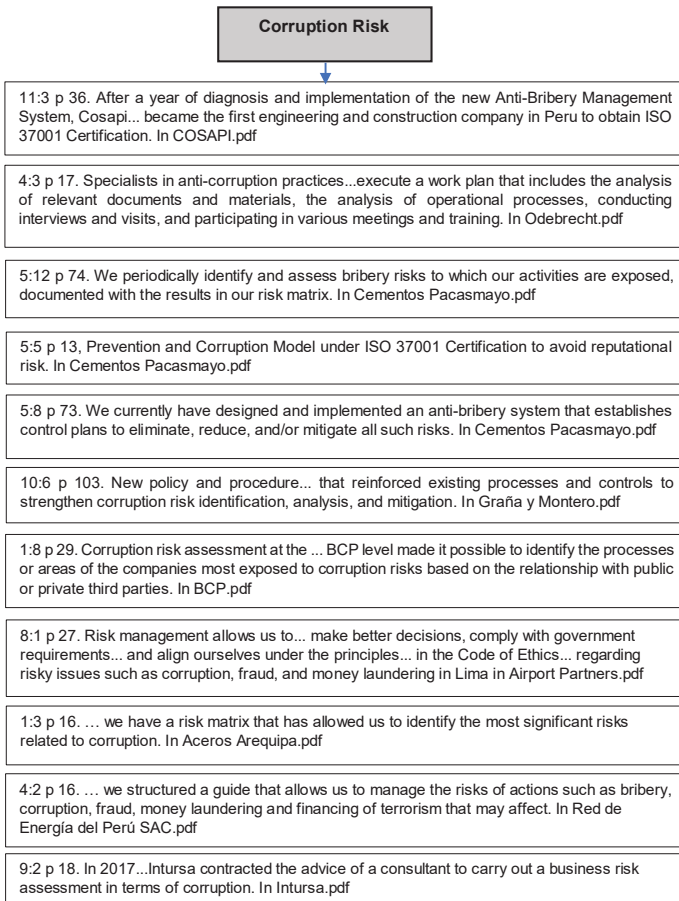 Corruption Risk
11:3 p 36. After a year of diagnosis and implementation of the new Anti-Bribery Management
System, Cosapi... became the first engineering and construction company in Peru to obtain ISO
37001 Certification. In COSAPI.pdf
4:3 p 17. Specialists in anti-corruption practices...execute a work plan that includes the analysis
of relevant documents and materials, the analysis of operational processes, conducting
interviews and visits, and participating in various meetings and training. In Odebrecht.pdf
5:12 p 74. We periodically identify and assess bribery risks to which our activities are exposed,
documented with the results in our risk matrix. In Cementos Pacasmayo.pdf
5:5 p 13, Prevention and Corruption Model under ISO 37001 Certification to avoid reputational
risk. In Cementos Pacasmayo.pdf
5:8 p 73. We currently have designed and implemented an anti-bribery system that establishes
control plans to eliminate, reduce, and/or mitigate all such risks. In Cementos Pacasmayo.pdf
10:6 p 103. New policy and procedure... that reinforced existing processes and controls to
strengthen corruption risk identification, analysis, and mitigation. In Graña y Montero.pdf
1:8 p 29. Corruption risk assessment at the ... BCP level made it possible to identify the processes
or areas of the companies most exposed to corruption risks based on the relationship with public
or private third parties. In BCP.pdf
8:1 p 27. Risk management allows us to... make better decisions, comply with government
requirements... and align ourselves under the principles... in the Code of Ethics... regarding
risky issues such as corruption, fraud, and money laundering in Lima in Airport Partners.pdf
1:3 p 16. ... we have a risk matrix that has allowed us to identify the most significant risks
related to corruption. In Aceros Arequipa.pdf
4:2 p 16. ... we structured a guide that allows us to manage the risks of actions such as bribery,
corruption, fraud, money laundering and financing of terrorism that may affect. In Red de
Energía del Perú SAC.pdf
9:2 p 18. In 2017...Intursa contracted the advice of a consultant to carry out a business risk
assessment in terms of corruption. In Intursa.pdf